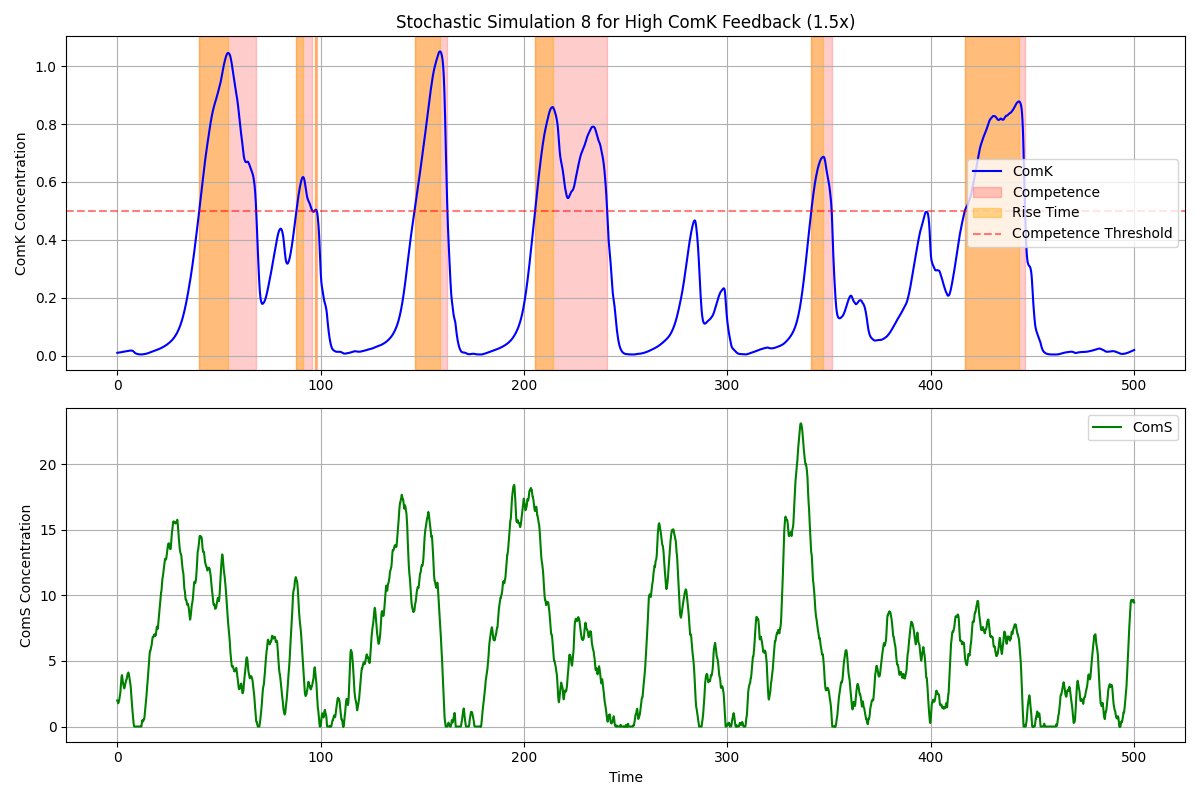 Stochastic Simulation 8 for High ComK Feedback (1.5x)
ComK Concentration
1.0
0.8
0.6
0.4
0.2
0.0
ComK
Competence
Rise Time
Competence Threshold
0 100 200 300 400 500
ComS Concentration
20
15
10
5
0
ComS
0 100 200 300 400 500
Time